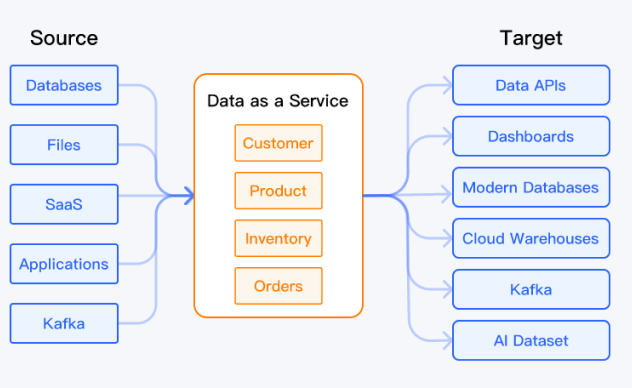 Source
Target
Databases
Files
SaaS
Applications
Kafka
Data as a Service
Customer
Product
Inventory
Orders
Data APIs
Dashboards
Modern Databases
Cloud Warehouses
Kafka
AI Dataset